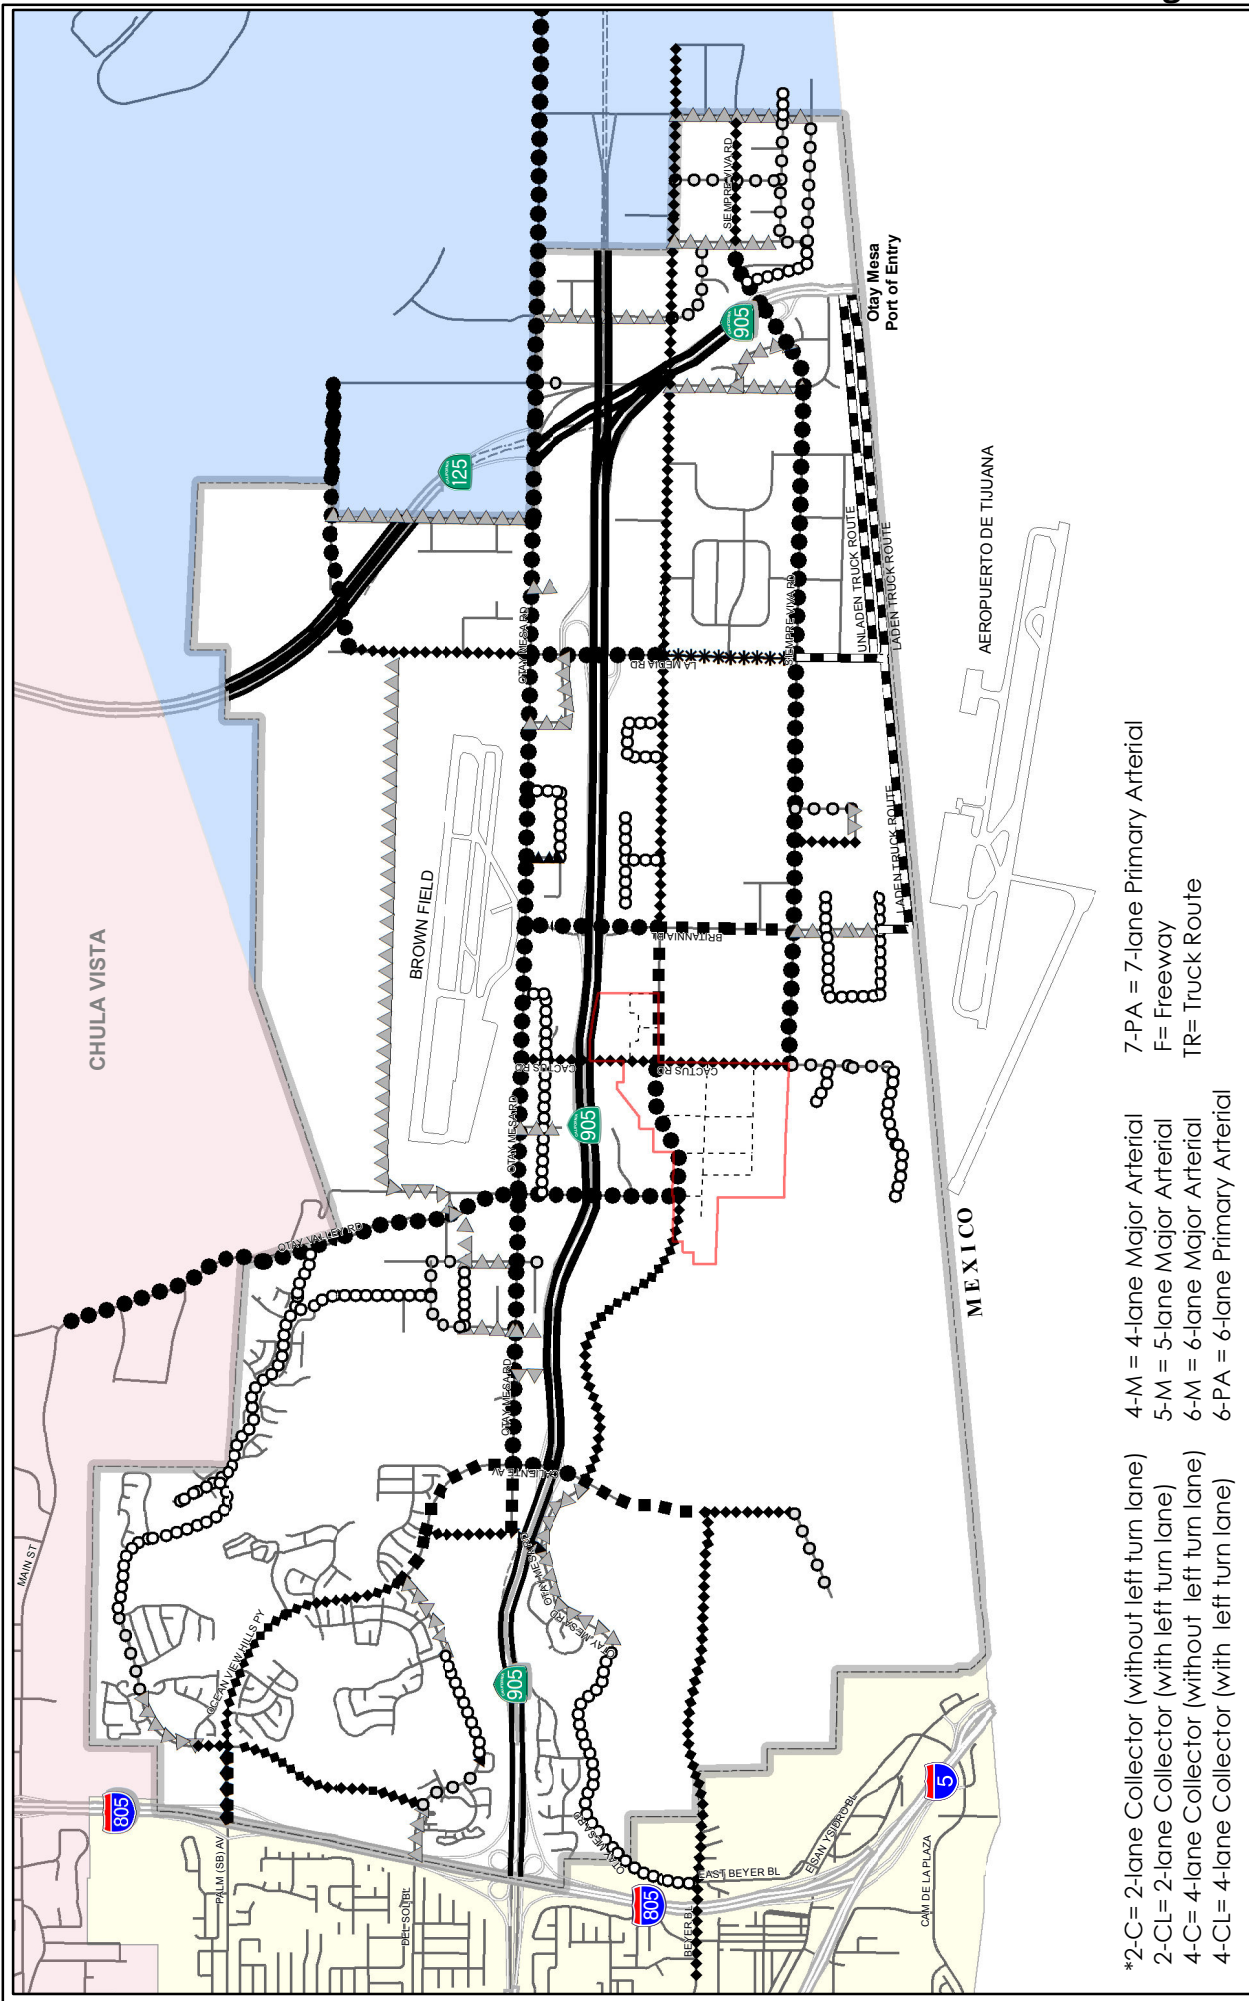 CHULA VISTA
MAIN ST
805
PALM (SB) AV
OCEAN VIEW HILLS PY
DEL SOL BL
905
805
BEYER BL
EAST BEYER BL
E SAN YSIDRO BL
CAM DE LA PLAZA
5
OTAY MESA RD
OTAY MESA RD
OTAY MESA RD
CALIENTE AV
OTAY MESA RD
OTAY VALLEY RD
OTAY MESA RD
905
CACTUS RD
CACTUS RD
BROWN FIELD
BRITANNIA BL
OTAY MESA RD
LA MEDIA RD
SIEMPRE VIVA RD
125
905
SIEMPRE VIVA RD
Otay Mesa
Port of Entry
UNLADEN TRUCK ROUTE
LADEN TRUCK ROUTE
LADEN TRUCK ROUTE
AEROPUERTO DE TIJUANA
MEXICO
*2-C= 2-lane Collector (without left turn lane)
2-CL= 2-lane Collector (with left turn lane)
4-C= 4-lane Collector (without left turn lane)
4-CL= 4-lane Collector (with left turn lane)
4-M = 4-lane Major Arterial
5-M = 5-lane Major Arterial
6-M = 6-lane Major Arterial
6-PA = 6-lane Primary Arterial
7-PA = 7-lane Primary Arterial
F= Freeway
TR= Truck Route